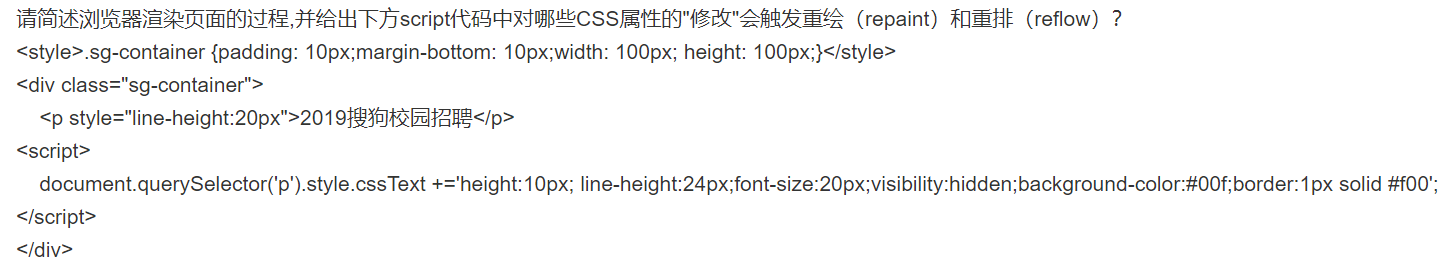 请简述浏览器渲染页面的过程,并给出下方script代码中对哪些CSS属性的"修改"会触发重绘（repaint）和重排（reflow）?
<style>.sg-container {padding: 10px;margin-bottom: 10px;width: 100px; height: 100px;}</style>
<div class="sg-container">
    <p style="line-height:20px">2019搜狗校园招聘</p>
<script>
    document.querySelector('p').style.cssText +='height:10px; line-height:24px;font-size:20px;visibility:hidden;background-color:#00f;border:1px solid #f00';
</script>
</div>